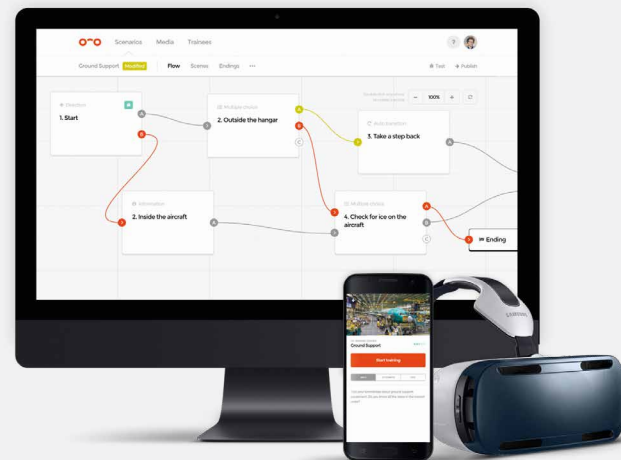 Scenarios Media Trainees ?
Ground Support Modified Flow Scenes Endings ••• Test Publish
− 100% +
1. Start
A
B
Multiple choice
2. Outside the hangar
A
B
C
3. Take a step back
A
2. Inside the aircraft
A
Multiple choice
4. Check for ice on the
aircraft
A
B
C
Ending
Ground Support
Start training
SAMSUNG